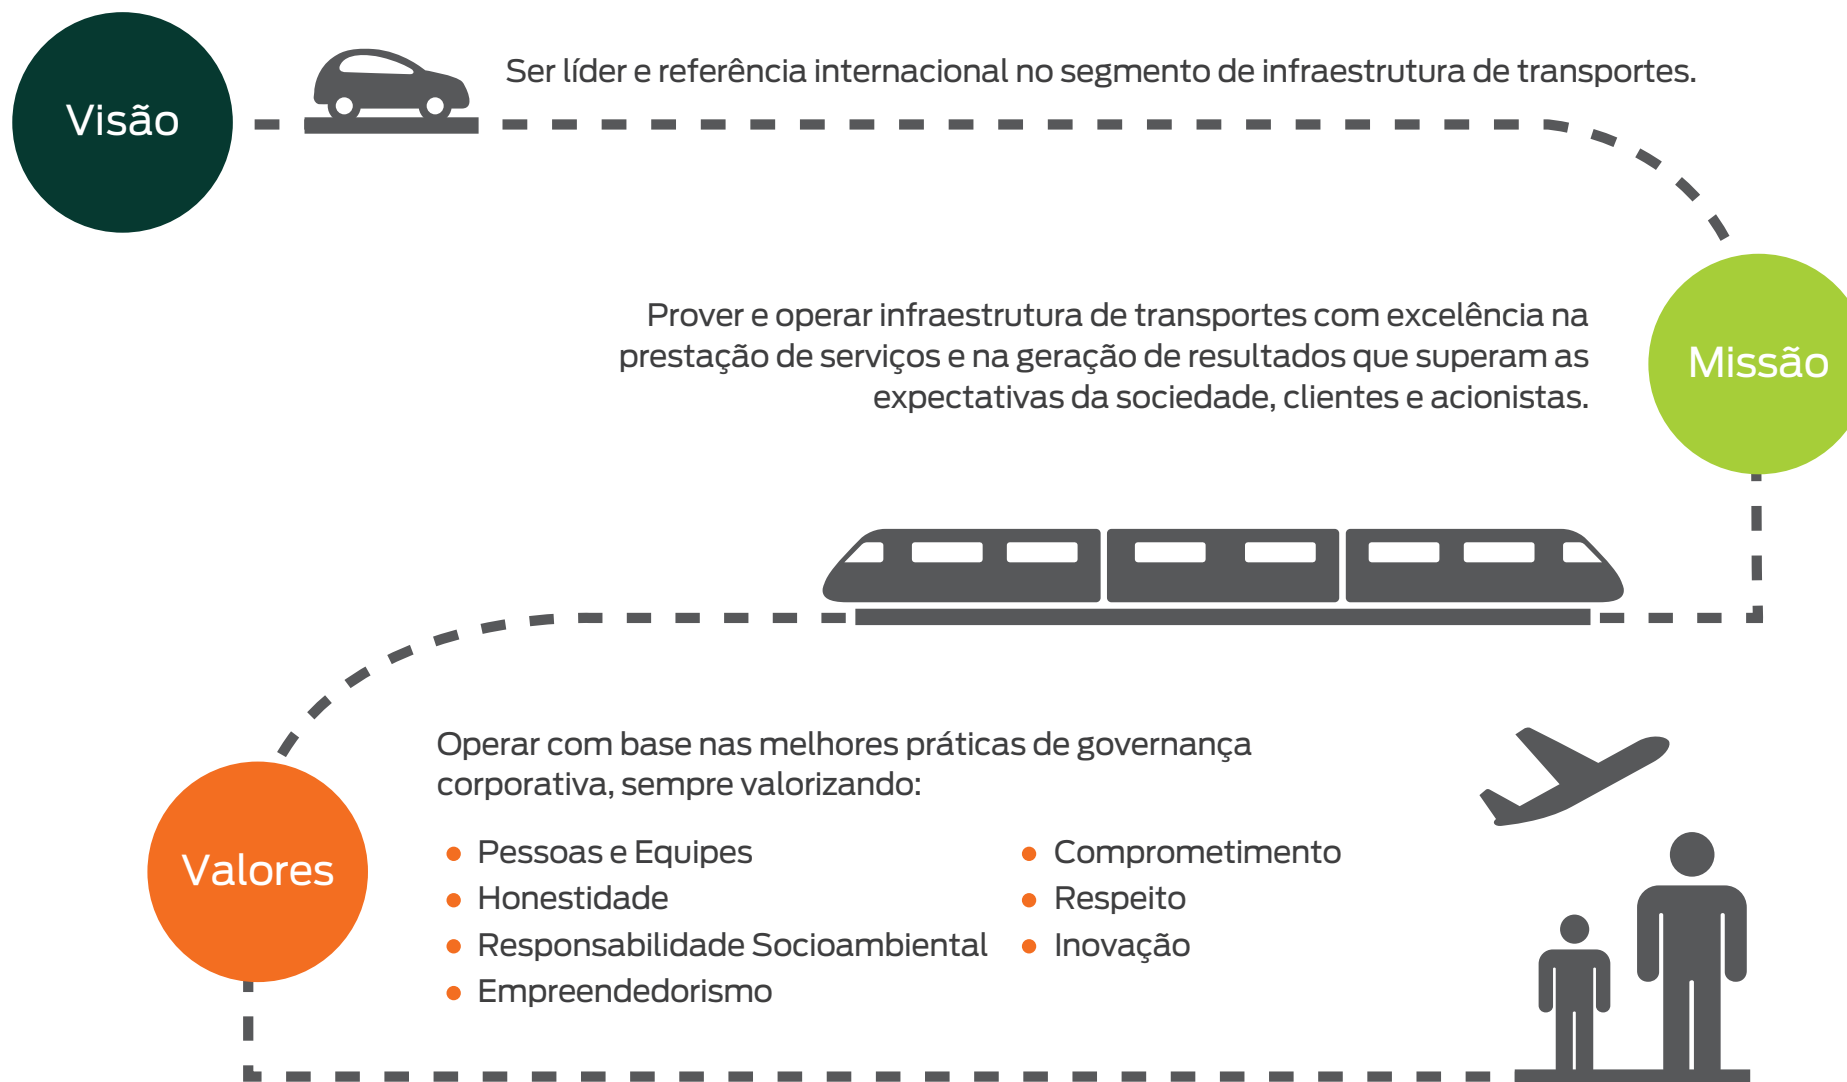 Visão
Ser líder e referência internacional no segmento de infraestrutura de transportes.
Prover e operar infraestrutura de transportes com excelência na
prestação de serviços e na geração de resultados que superam as
expectativas da sociedade, clientes e acionistas.
Missão
Valores
Operar com base nas melhores práticas de governança
corporativa, sempre valorizando:
Pessoas e Equipes
Honestidade
Responsabilidade Socioambiental
Empreendedorismo
Comprometimento
Respeito
Inovação